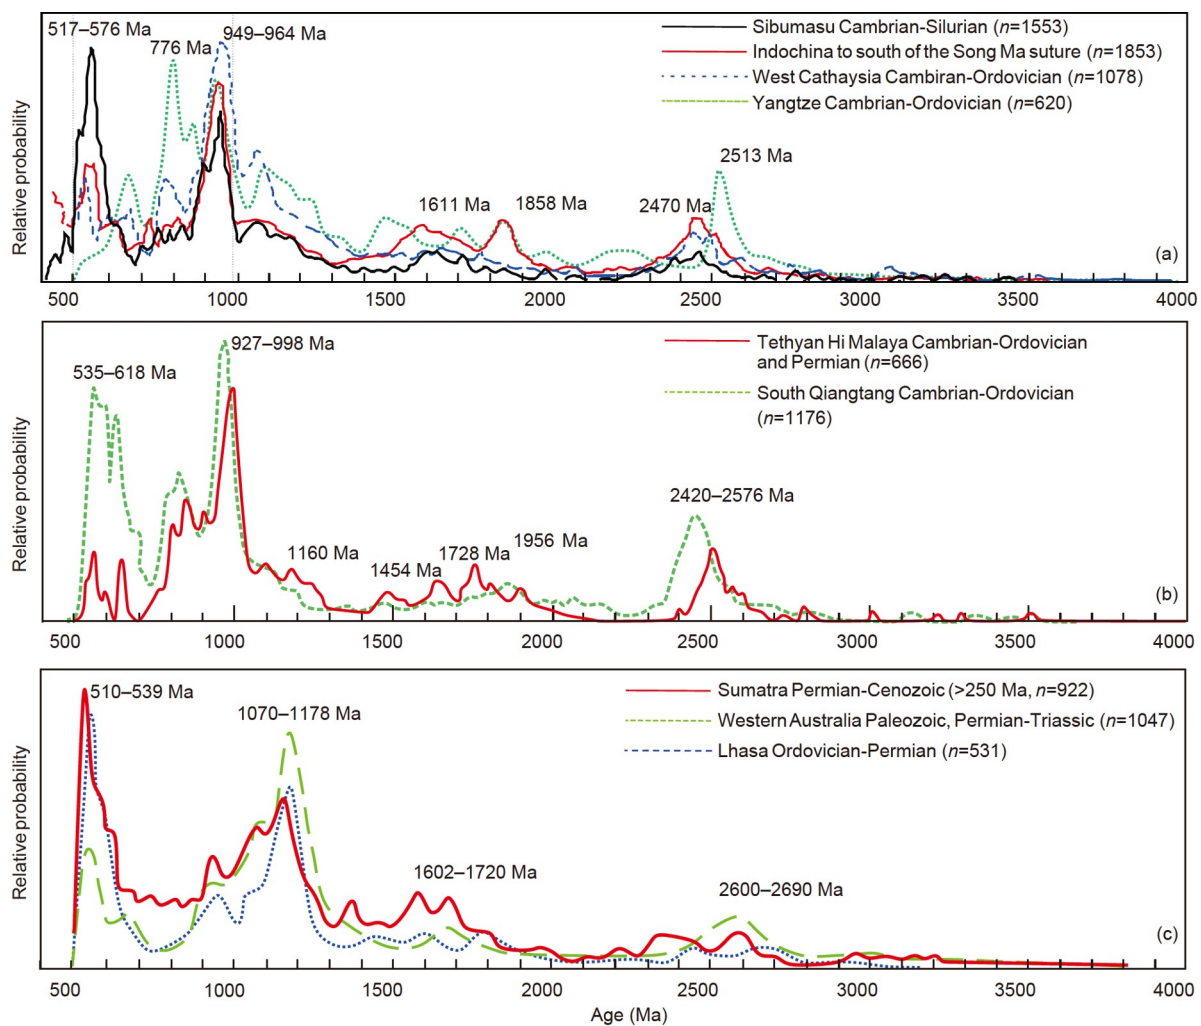 517–576 Ma
776 Ma
949–964 Ma
Sibumasu Cambrian-Silurian (n=1553)
Indochina to south of the Song Ma suture (n=1853)
West Cathaysia Cambiran-Ordovician (n=1078)
Yangtze Cambrian-Ordovician (n=620)
2513 Ma
1611 Ma
1858 Ma
2470 Ma
Relative probability
(a)
500 1000 1500 2000 2500 3000 3500 4000
927–998 Ma
535–618 Ma
Tethyan Hi Malaya Cambrian-Ordovician
and Permian (n=666)
South Qiangtang Cambrian-Ordovician
(n=1176)
2420–2576 Ma
1160 Ma
1454 Ma
1728 Ma
1956 Ma
Relative probability
(b)
500 1000 1500 2000 2500 3000 3500 4000
510–539 Ma
1070–1178 Ma
Sumatra Permian-Cenozoic (>250 Ma, n=922)
Western Australia Paleozoic, Permian-Triassic (n=1047)
Lhasa Ordovician-Permian (n=531)
1602–1720 Ma
2600–2690 Ma
Relative probability
(c)
500 1000 1500 2000 2500 3000 3500 4000
Age (Ma)